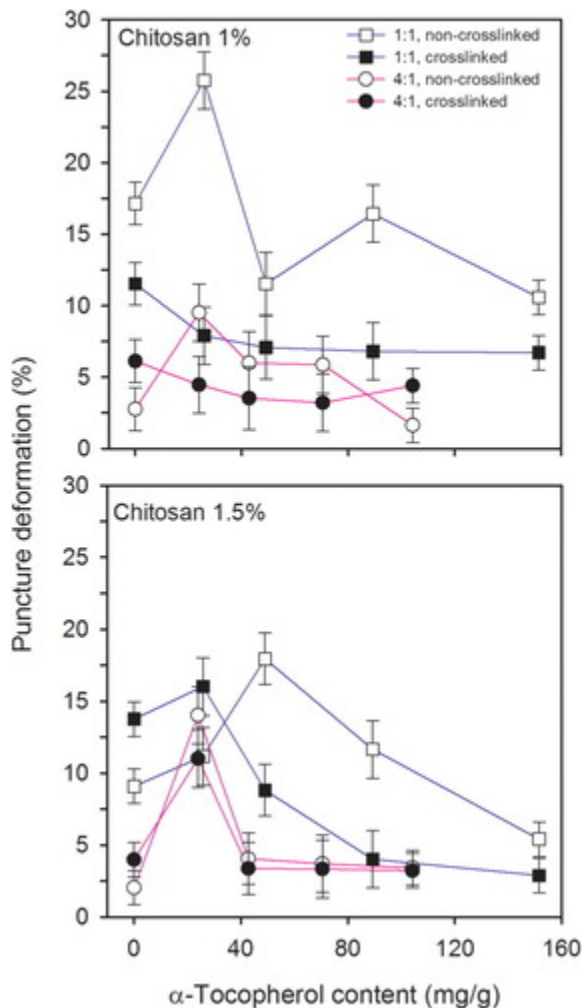 Chitosan 1%
1:1, non-crosslinked
1:1, crosslinked
4:1, non-crosslinked
4:1, crosslinked
30
25
20
15
10
5
0
Puncture deformation (%)
Chitosan 1.5%
30
25
20
15
10
5
0
0 40 80 120 160
α-Tocopherol content (mg/g)